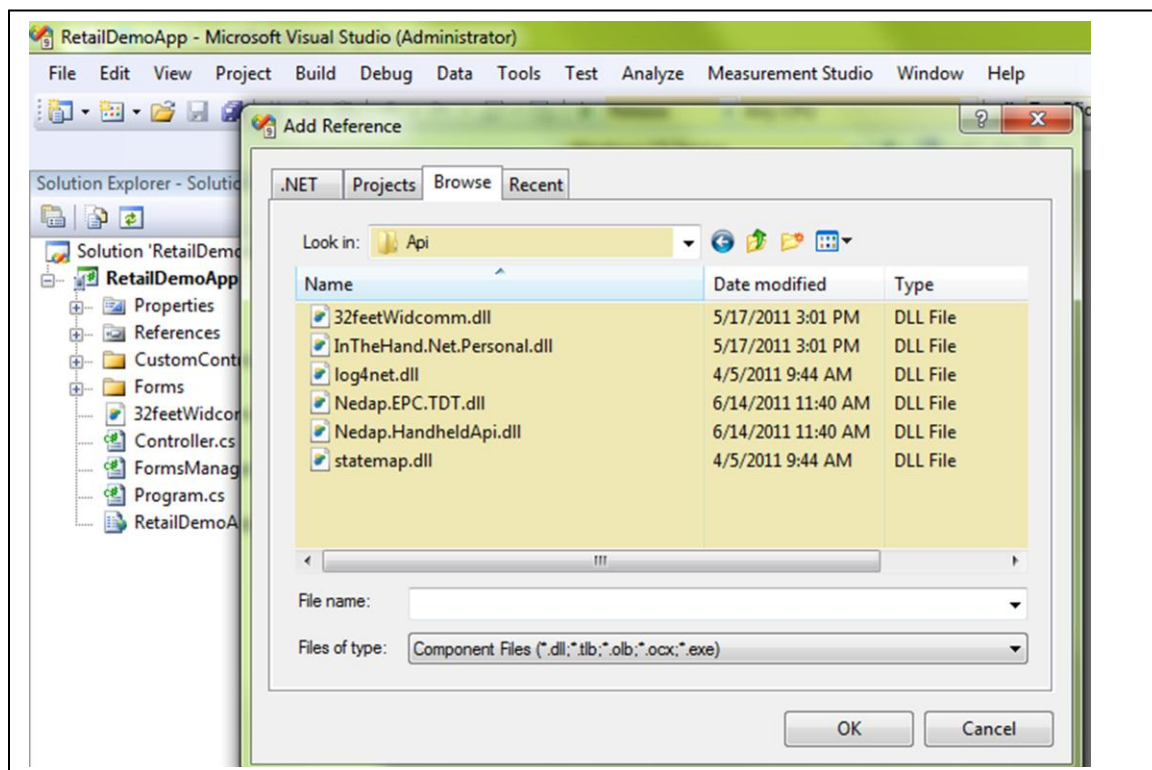 RetailDemoApp - Microsoft Visual Studio (Administrator)
File Edit View Project Build Debug Data Tools Test Analyze Measurement Studio Window Help
Add Reference
Solution Explorer - Solutio
.NET Projects Browse Recent
Look in: Api
Solution 'RetailDemo
RetailDemoApp
Properties
References
CustomContr
Forms
32feetWidcor
Controller.cs
FormsManag
Program.cs
RetailDemoA
Name Date modified Type
32feetWidcomm.dll 5/17/2011 3:01 PM DLL File
InTheHand.Net.Personal.dll 5/17/2011 3:01 PM DLL File
log4net.dll 4/5/2011 9:44 AM DLL File
Nedap.EPC.TDT.dll 6/14/2011 11:40 AM DLL File
Nedap.HandheldApi.dll 6/14/2011 11:40 AM DLL File
statemap.dll 4/5/2011 9:44 AM DLL File
File name:
Files of type: Component Files (*.dll;*.tlb;*.olb;*.ocx;*.exe)
OK Cancel